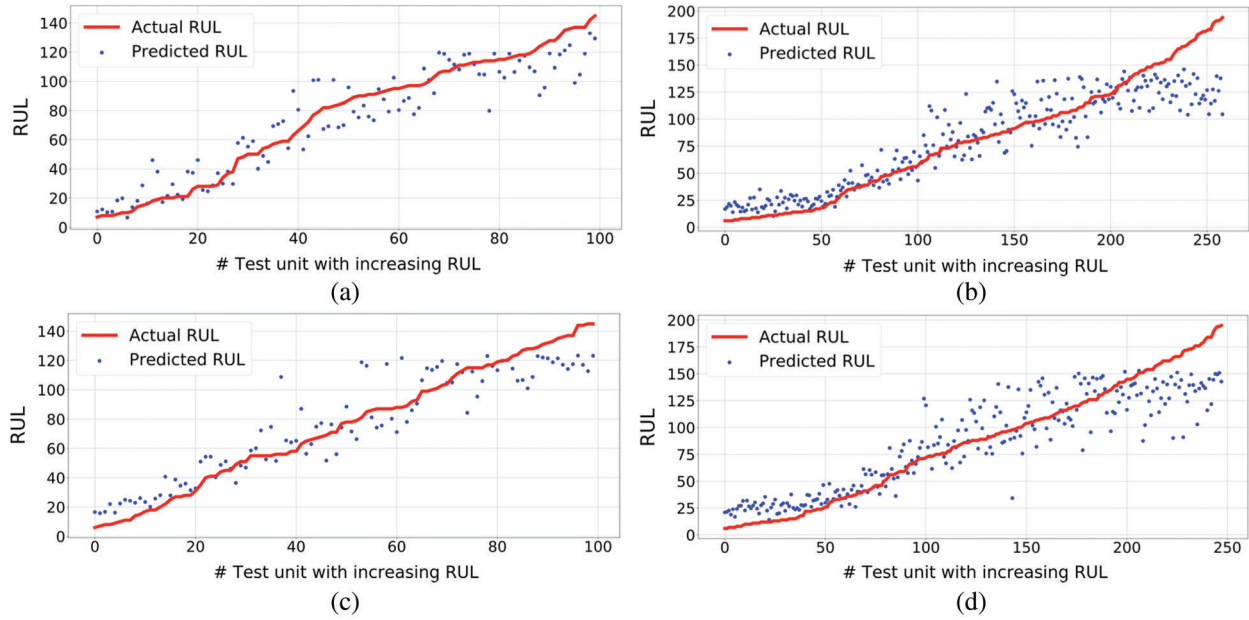 140
120
100
80
60
40
20
0
RUL
Actual RUL
Predicted RUL
0 20 40 60 80 100
# Test unit with increasing RUL
(a)
200
175
150
125
100
75
50
25
0
RUL
Actual RUL
Predicted RUL
0 50 100 150 200 250
# Test unit with increasing RUL
(b)
140
120
100
80
60
40
20
0
RUL
Actual RUL
Predicted RUL
0 20 40 60 80 100
# Test unit with increasing RUL
(c)
200
175
150
125
100
75
50
25
0
RUL
Actual RUL
Predicted RUL
0 50 100 150 200 250
# Test unit with increasing RUL
(d)